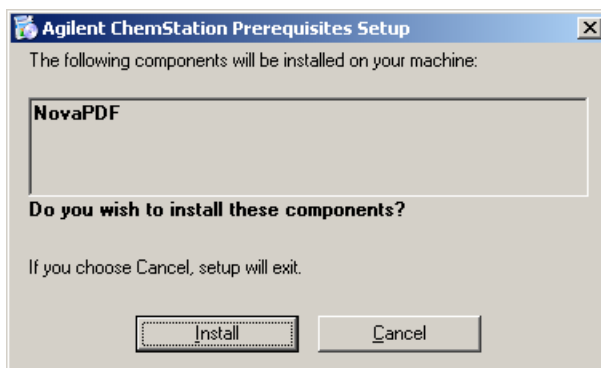 Agilent ChemStation Prerequisites Setup
The following components will be installed on your machine:
NovaPDF
Do you wish to install these components?
If you choose Cancel, setup will exit.
Install
Cancel